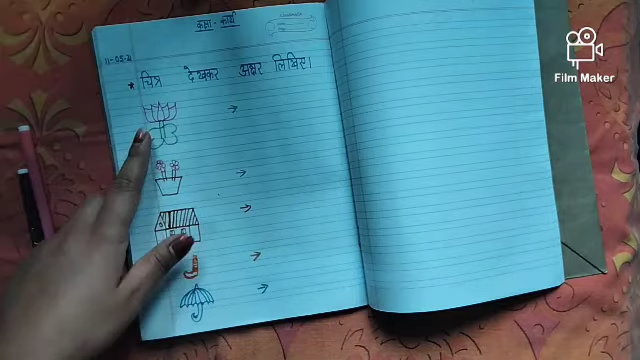 कक्षा - कार्य
11-05-21
* चित्र देखकर अक्षर लिखिए।
Film Maker